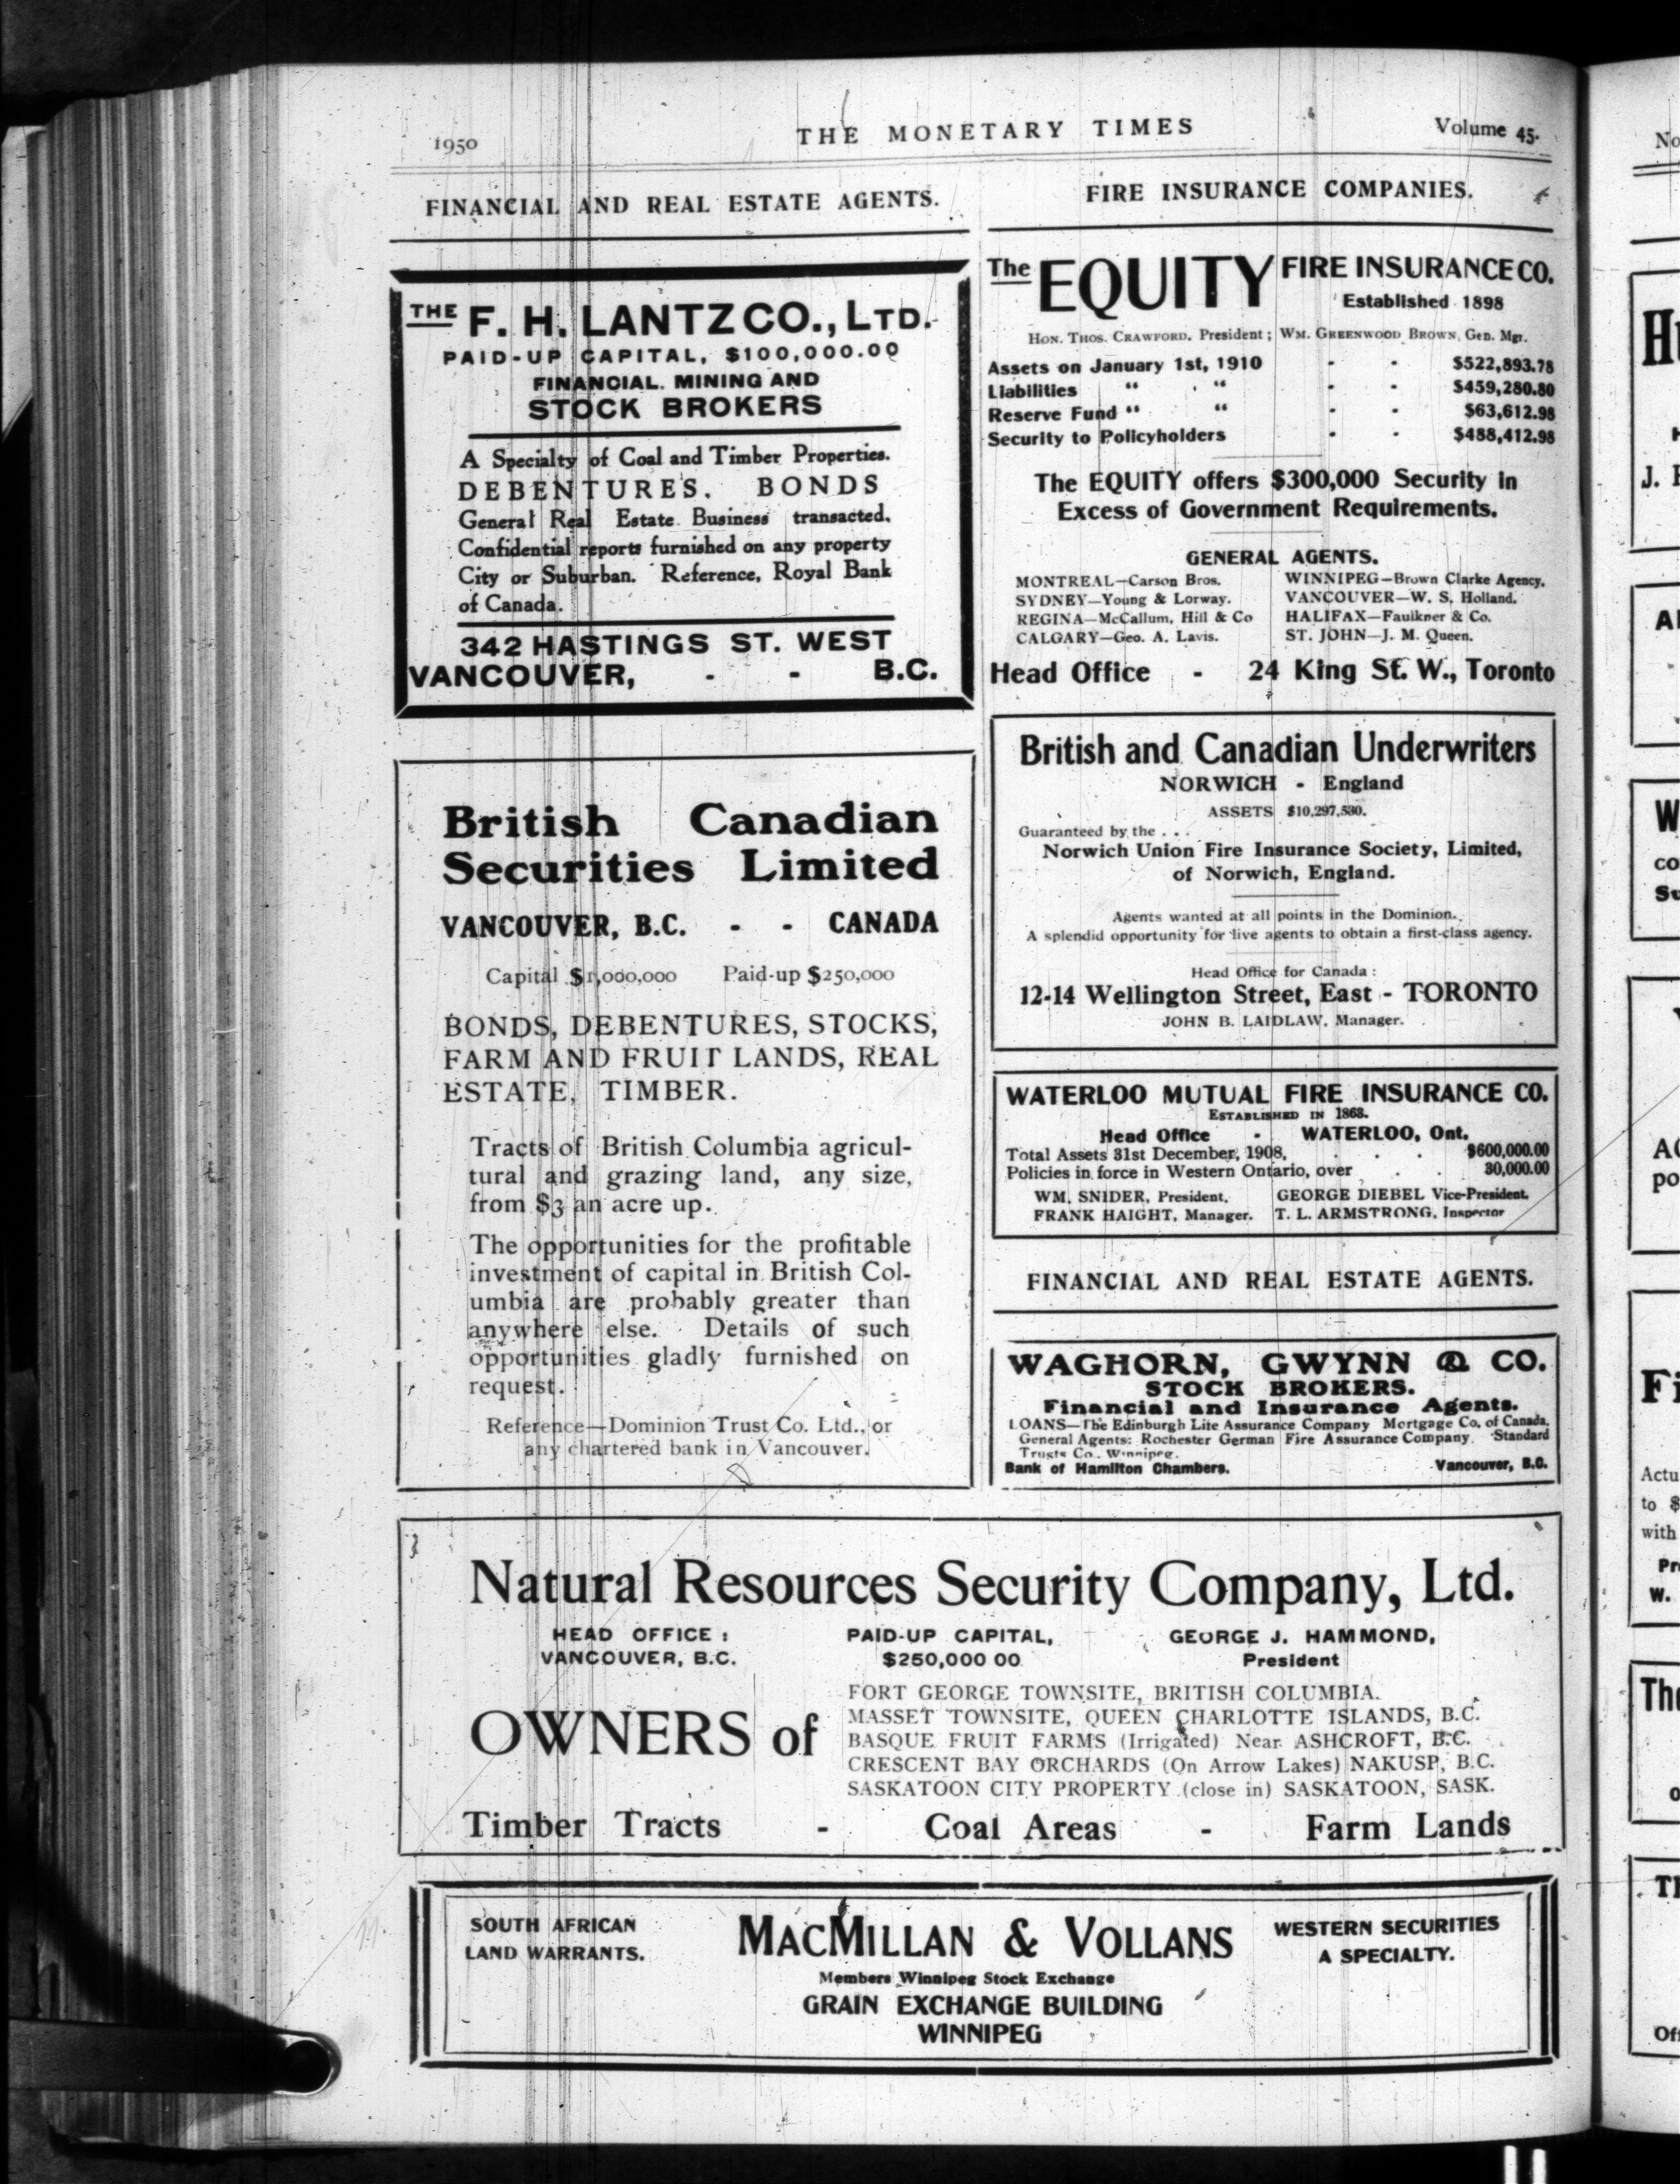 1950
THE MONETARY TIMES
Volume 45.
FINANCIAL AND REAL ESTATE AGENTS.
THE F. H. LANTZ CO., LTD.
PAID-UP CAPITAL, $100,000.00
FINANCIAL. MINING AND
STOCK BROKERS
A Specialty of Coal and Timber Properties.
DEBENTURES. BONDS
General Real Estate Business transacted.
Confidential reports furnished on any property
City or Suburban. Reference, Royal Bank
of Canada.
342 HASTINGS ST. WEST
VANCOUVER, - - B.C.
British Canadian
Securities Limited
VANCOUVER, B.C. - - CANADA
Capital $1,000,000 Paid-up $250,000
BONDS, DEBENTURES, STOCKS,
FARM AND FRUIT LANDS, REAL
ESTATE, TIMBER.
Tracts of British Columbia agricul-
tural and grazing land, any size,
from $3 an acre up.
The opportunities for the profitable
investment of capital in British Col-
umbia are probably greater than
anywhere else. Details of such
opportunities gladly furnished on
request.
Reference—Dominion Trust Co. Ltd., or
any chartered bank in Vancouver.
FIRE INSURANCE COMPANIES.
The EQUITY FIRE INSURANCE CO.
Established 1898
HON. THOS. CRAWFORD, President; WM. GREENWOOD BROWN, Gen. Mgr.
Assets on January 1st, 1910 - - $522,893.78
Liabilities " " - - $459,280.80
Reserve Fund " " - - $63,612.98
Security to Policyholders - - $488,412.98
The EQUITY offers $300,000 Security in
Excess of Government Requirements.
GENERAL AGENTS.
MONTREAL—Carson Bros. WINNIPEG—Brown Clarke Agency.
SYDNEY—Young & Lorway. VANCOUVER—W. S. Holland.
REGINA—McCallum, Hill & Co HALIFAX—Faulkner & Co.
CALGARY—Geo. A. Lavis. ST. JOHN—J. M. Queen.
Head Office - 24 King St. W., Toronto
British and Canadian Underwriters
NORWICH - England
ASSETS $10,297,530.
Guaranteed by the . . .
Norwich Union Fire Insurance Society, Limited,
of Norwich, England.
Agents wanted at all points in the Dominion.
A splendid opportunity for live agents to obtain a first-class agency.
Head Office for Canada:
12-14 Wellington Street, East - TORONTO
JOHN B. LAIDLAW, Manager.
WATERLOO MUTUAL FIRE INSURANCE CO.
ESTABLISHED IN 1863.
Head Office - WATERLOO, Ont.
Total Assets 31st December, 1908, . . . $600,000.00
Policies in force in Western Ontario, over . . 30,000.00
WM. SNIDER, President, GEORGE DIEBEL Vice-President.
FRANK HAIGHT, Manager. T. L. ARMSTRONG, Inspector
FINANCIAL AND REAL ESTATE AGENTS.
WAGHORN, GWYNN & CO.
STOCK BROKERS.
Financial and Insurance Agents.
LOANS—The Edinburgh Life Assurance Company Mortgage Co. of Canada,
General Agents: Rochester German Fire Assurance Company. Standard
Trusts Co., Winnipeg.
Bank of Hamilton Chambers. Vancouver, B.C.
Natural Resources Security Company, Ltd.
HEAD OFFICE: PAID-UP CAPITAL, GEORGE J. HAMMOND,
VANCOUVER, B.C. $250,000 00 President
OWNERS of
FORT GEORGE TOWNSITE, BRITISH COLUMBIA.
MASSET TOWNSITE, QUEEN CHARLOTTE ISLANDS, B.C.
BASQUE FRUIT FARMS (Irrigated) Near ASHCROFT, B.C.
CRESCENT BAY ORCHARDS (On Arrow Lakes) NAKUSP, B.C.
SASKATOON CITY PROPERTY (close in) SASKATOON, SASK.
Timber Tracts - Coal Areas - Farm Lands
SOUTH AFRICAN
LAND WARRANTS.
MACMILLAN & VOLLANS
Members Winnipeg Stock Exchange
GRAIN EXCHANGE BUILDING
WINNIPEG
WESTERN SECURITIES
A SPECIALTY.